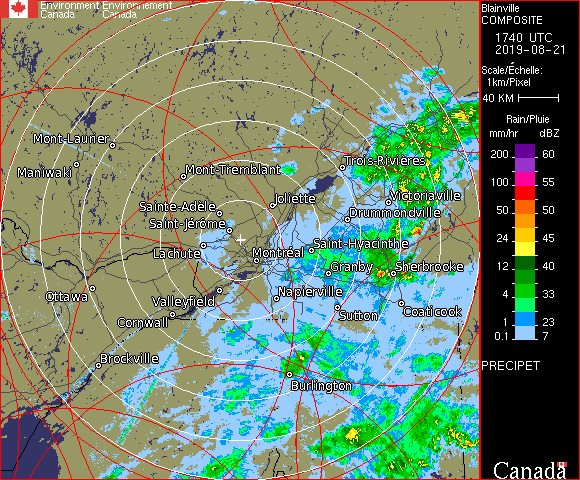 Environment Environnement
Canada Canada
Blainville
COMPOSITE
1740 UTC
2019-08-21
Scale/Échelle:
1km/Pixel
40 KM
Rain/Pluie
mm/hr dBZ
200 60
100 55
50 50
24 45
12 40
4 33
1 23
0.1 7
PRECIPET
Canada
Mont-Laurier
Maniwaki
Mont-Tremblant
Trois-Rivières
Sainte-Adèle
Joliette
Victoriaville
Saint-Jérôme
Drummondville
Lachute
Montréal
Saint-Hyacinthe
Granby
Sherbrooke
Ottawa
Valleyfield
Napierville
Cornwall
Sutton
Coaticook
Brockville
Burlington